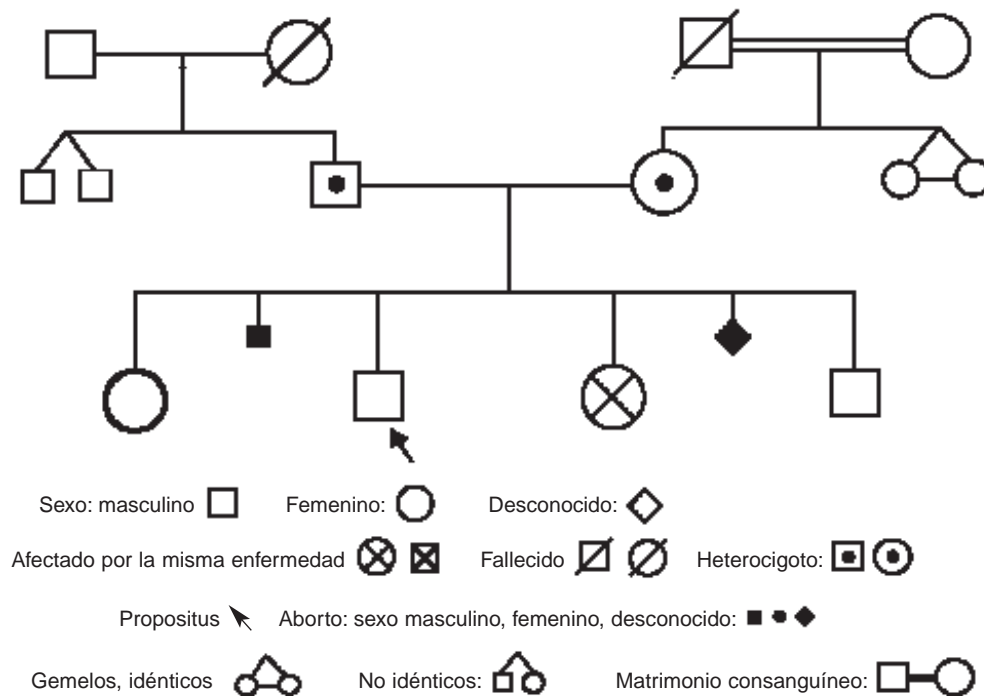 Sexo: masculino Femenino: Desconocido:
Afectado por la misma enfermedad Fallecido Heterocigoto:
Propositus Aborto: sexo masculino, femenino, desconocido:
Gemelos, idénticos No idénticos: Matrimonio consanguíneo: